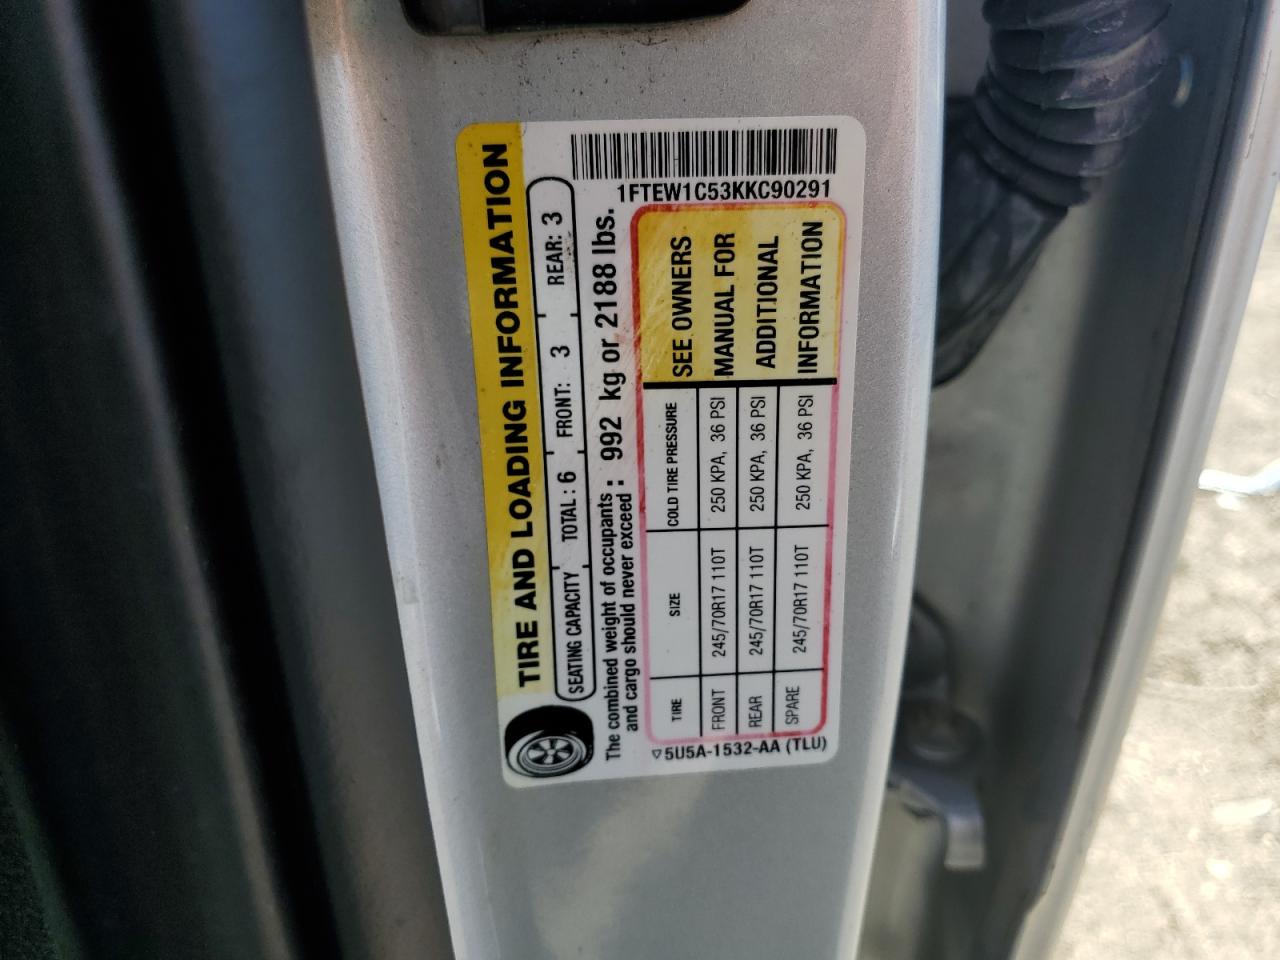 TIRE AND LOADING INFORMATION
SEATING CAPACITY TOTAL: 6 FRONT: 3 REAR: 3
The combined weight of occupants
and cargo should never exceed : 992 kg or 2188 lbs.
1FTEW1C53KKC90291
TIRE SIZE COLD TIRE PRESSURE
FRONT 245/70R17 110T 250 KPA, 36 PSI
REAR 245/70R17 110T 250 KPA, 36 PSI
SPARE 245/70R17 110T 250 KPA, 36 PSI
SEE OWNERS
MANUAL FOR
ADDITIONAL
INFORMATION
▽5U5A-1532-AA (TLU)